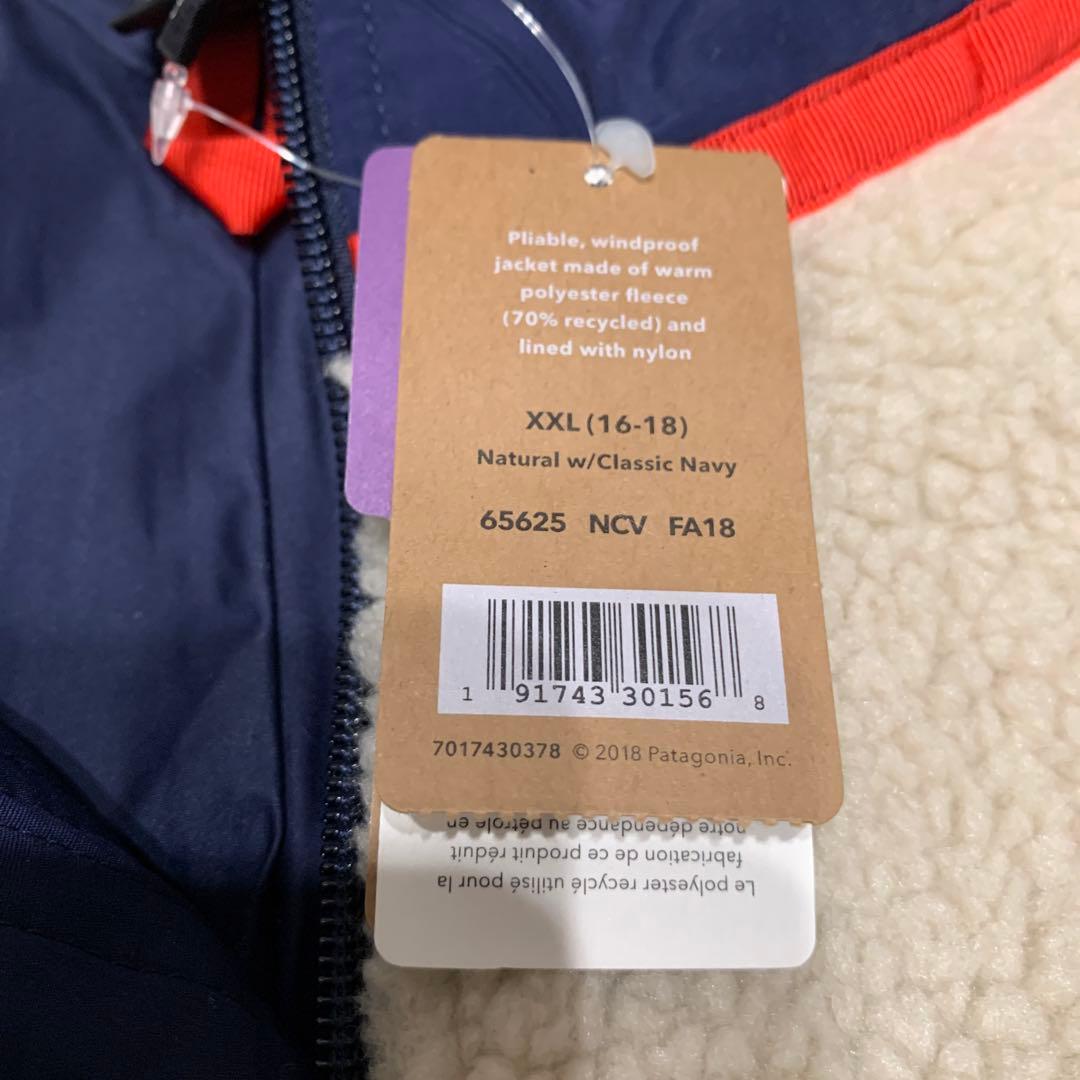 Pliable, windproof
jacket made of warm
polyester fleece
(70% recycled) and
lined with nylon
XXL (16-18)
Natural w/Classic Navy
65625 NCV FA18
1 91743 30156 8
7017430378 © 2018 Patagonia, Inc.
Le polyester recyclé utilisé pour la
fabrication de ce produit réduit
notre dépendance au pétrole en